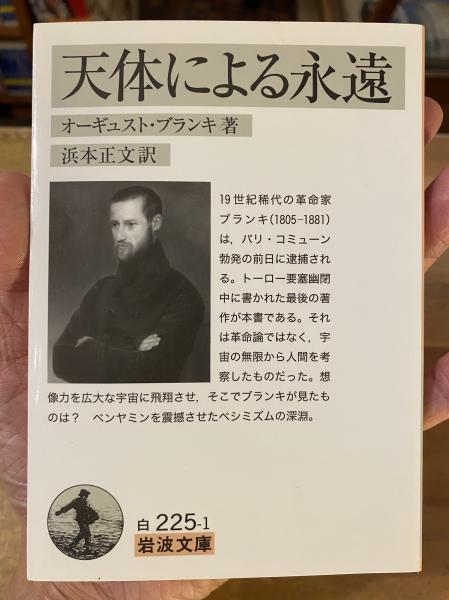 天体による永遠
オーギュスト・ブランキ著
浜本正文訳
19世紀稀代の革命家
ブランキ(1805-1881)
は，パリ・コミューン
勃発の前日に逮捕され
る。トーロー要塞幽閉
中に書かれた最後の著
作が本書である。それ
は革命論ではなく，宇
宙の無限から人間を考
察したものだった。想
像力を広大な宇宙に飛翔させ，そこでブランキが見たも
のは？　ベンヤミンを震撼させたペシミズムの深淵。
白 225-1
岩波文庫